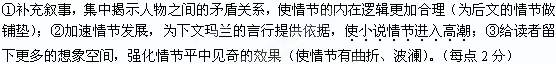 ①补充叙事，集中揭示人物之间的矛盾关系，使情节的内在逻辑更加合理（为后文的情节做
铺垫）；②加速情节发展，为下文玛兰的言行提供依据，使小说情节进入高潮；③给读者留
下更多的想象空间，强化情节平中见奇的效果（使情节有曲折、波澜）。（每点 2 分）